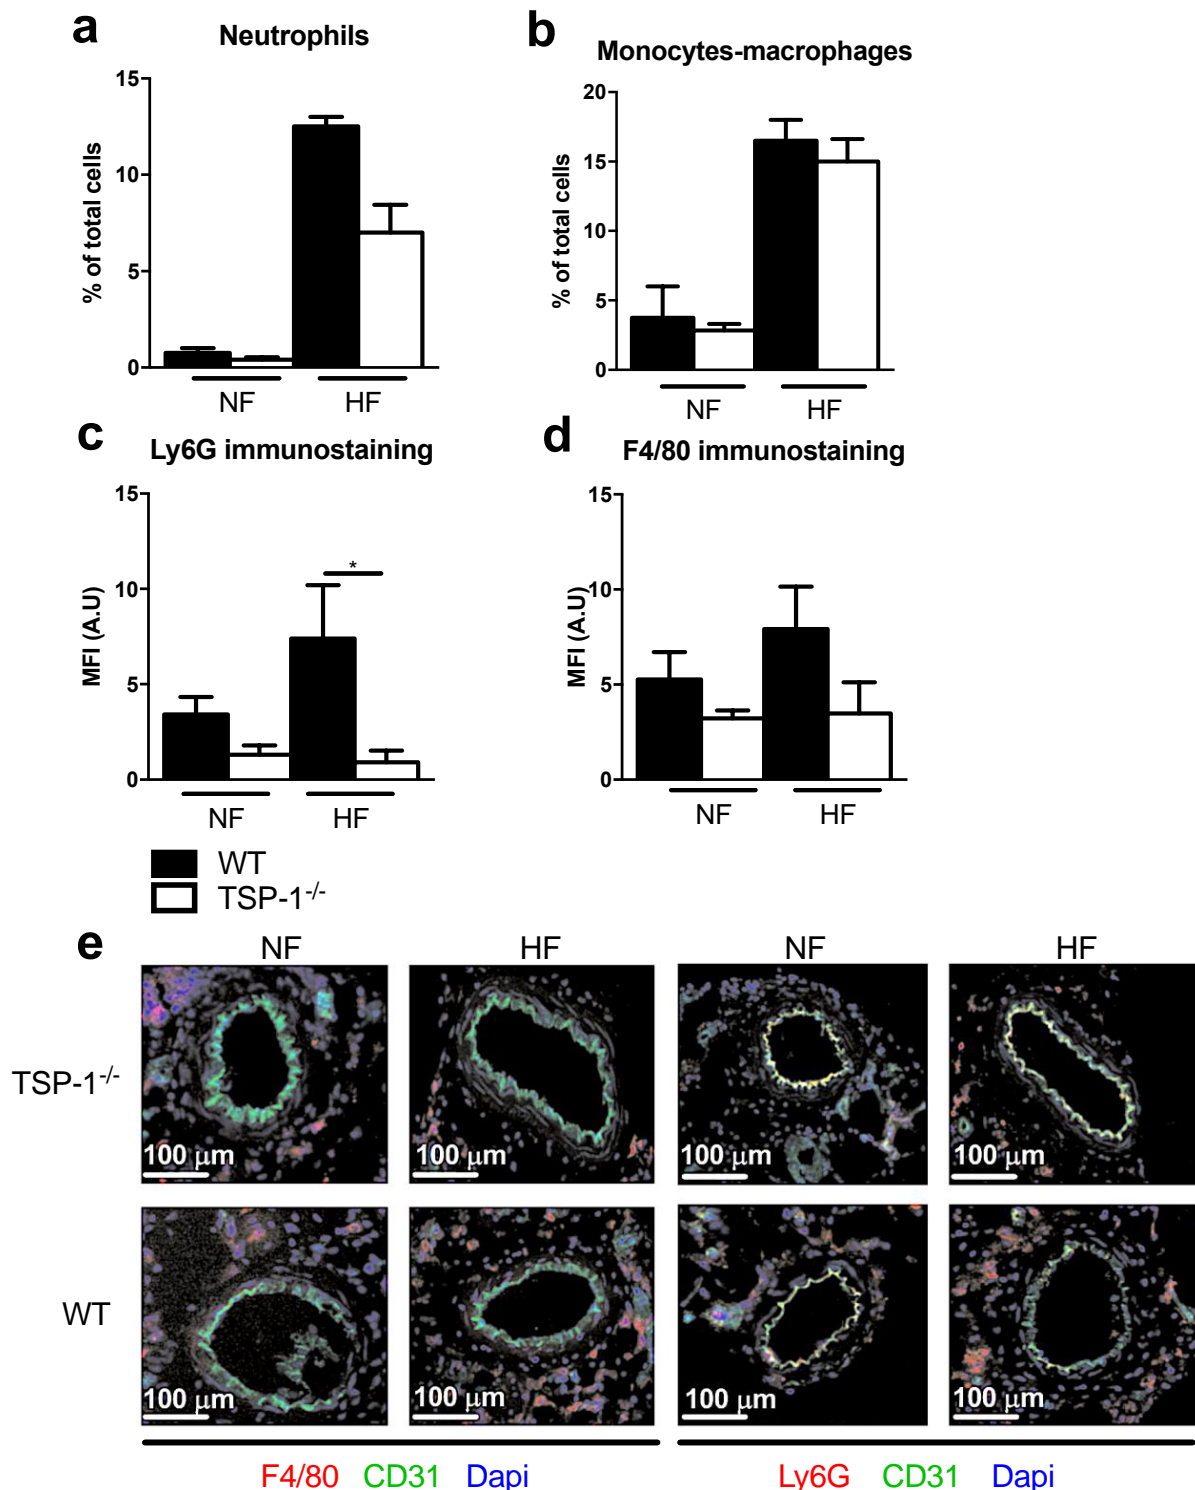 a
Neutrophils
% of total cells
15
10
5
0
NF HF
b
Monocytes-macrophages
% of total cells
20
15
10
5
0
NF HF
c
Ly6G immunostaining
MFI (A.U)
15
10
5
0
*
NF HF
d
F4/80 immunostaining
MFI (A.U)
15
10
5
0
NF HF
WT
TSP-1-/-
e
NF HF NF HF
TSP-1-/-
100 μm 100 μm 100 μm 100 μm
WT
100 μm 100 μm 100 μm 100 μm
F4/80 CD31 Dapi Ly6G CD31 Dapi